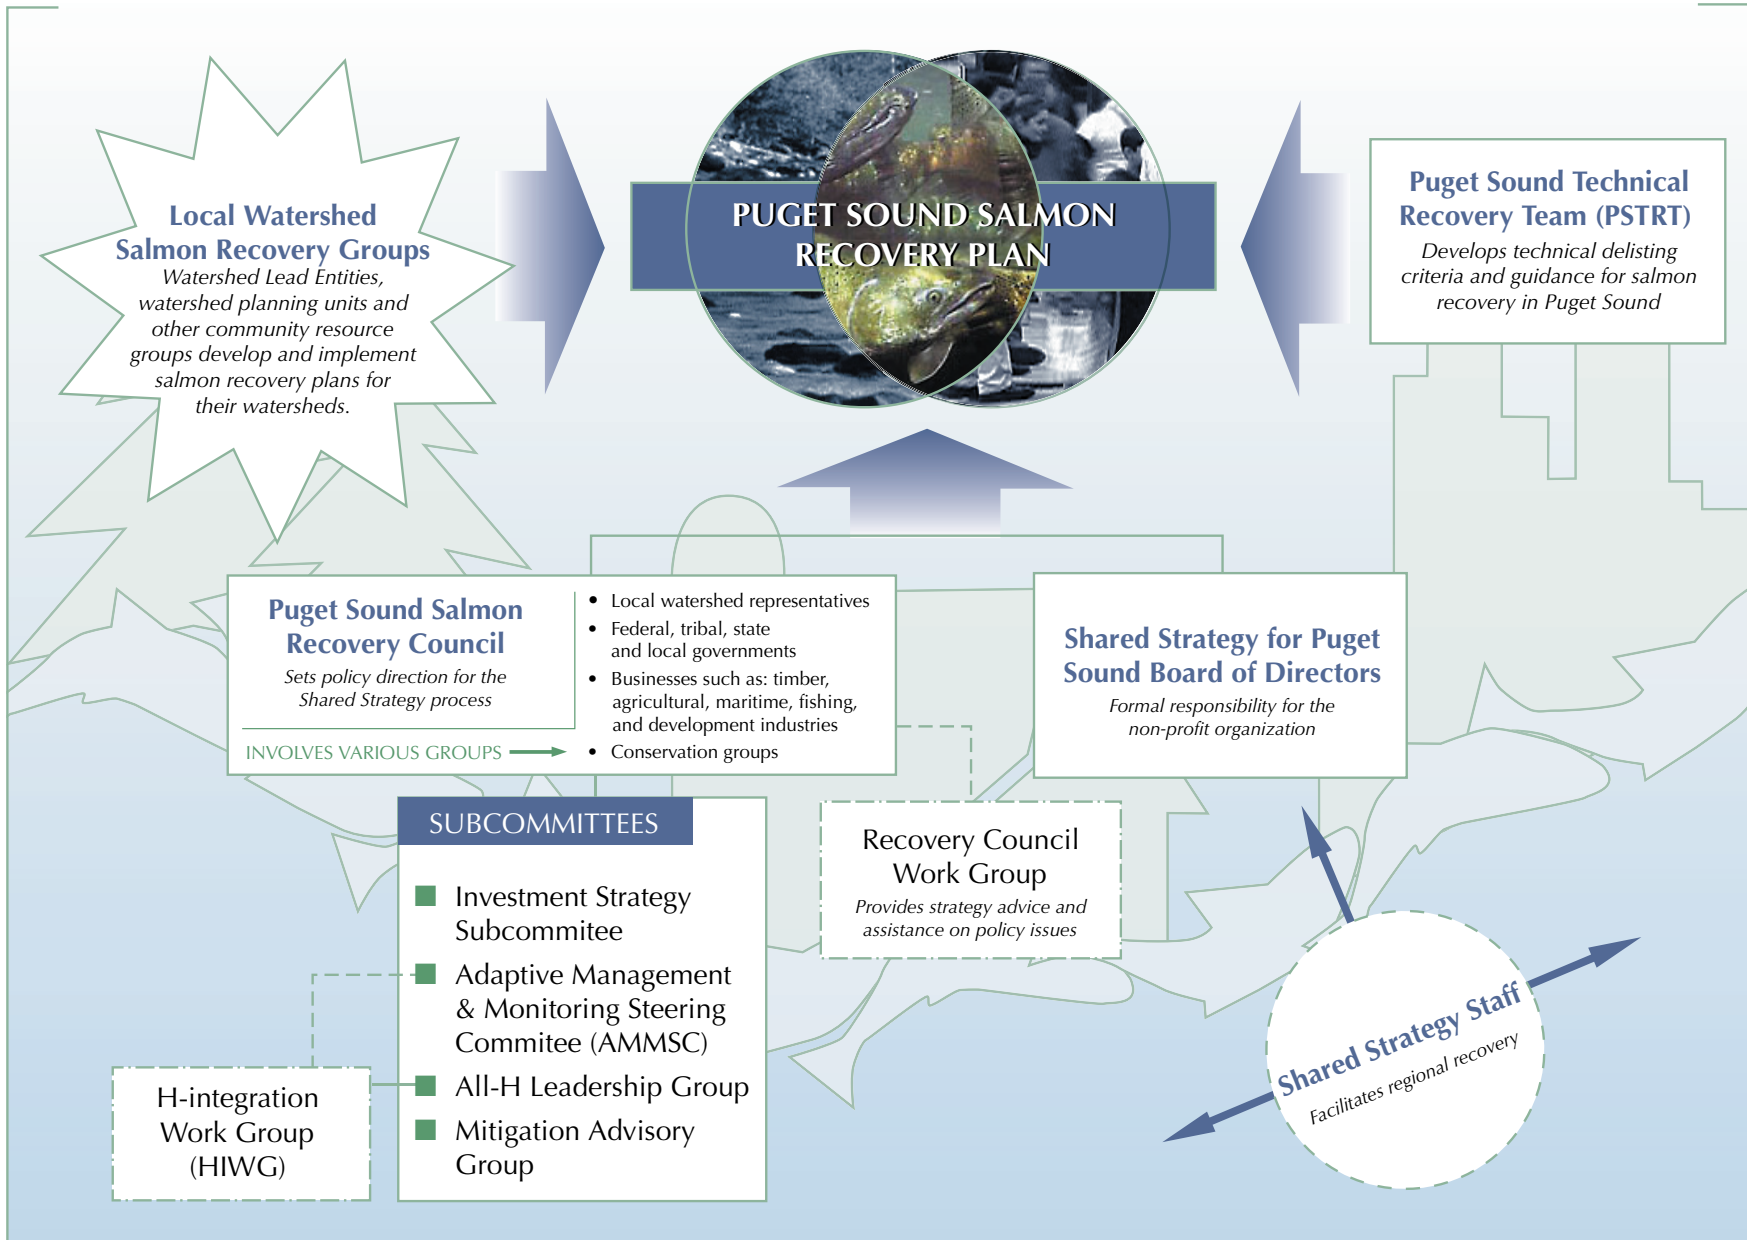 PUGET SOUND SALMON
RECOVERY PLAN
Local Watershed
Salmon Recovery Groups
Watershed Lead Entities,
watershed planning units and
other community resource
groups develop and implement
salmon recovery plans for
their watersheds.
Puget Sound Technical
Recovery Team (PSTRT)
Develops technical delisting
criteria and guidance for salmon
recovery in Puget Sound
Puget Sound Salmon
Recovery Council
Sets policy direction for the
Shared Strategy process
INVOLVES VARIOUS GROUPS
• Local watershed representatives
• Federal, tribal, state
and local governments
• Businesses such as: timber,
agricultural, maritime, fishing,
and development industries
• Conservation groups
Shared Strategy for Puget
Sound Board of Directors
Formal responsibility for the
non-profit organization
SUBCOMMITTEES
Investment Strategy
Subcommitee
Adaptive Management
& Monitoring Steering
Commitee (AMMSC)
All-H Leadership Group
Mitigation Advisory
Group
Recovery Council
Work Group
Provides strategy advice and
assistance on policy issues
H-integration
Work Group
(HIWG)
Shared Strategy Staff
Facilitates regional recovery